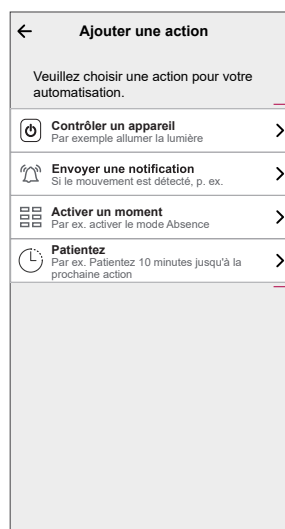 Ajouter une action
Veuillez choisir une action pour votre
automatisation.
Contrôler un appareil
Par exemple allumer la lumière
Envoyer une notification
Si le mouvement est détecté, p. ex.
Activer un moment
Par ex. activer le mode Absence
Patientez
Par ex. Patientez 10 minutes jusqu'à la
prochaine action